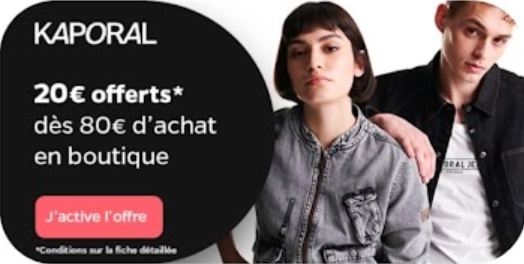 KAPORAL
20€ offerts*
dès 80€ d'achat
en boutique
J'active l'offre
*Conditions sur la fiche détaillée